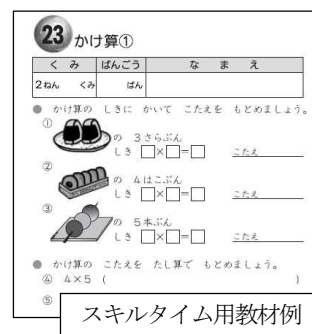 23 かけ算①
くみ ばんごう なまえ
2ねん くみ ばん
● かけ算の しきに かいて こたえを もとめましょう。
①
の 3さらぶん
しき □×□=□ こたえ
②
の 4はこぶん
しき □×□=□ こたえ
③
の 5本ぶん
しき □×□=□ こたえ
● かけ算の こたえを たし算で もとめましょう。
④ 4×5 ( )
⑤
スキルタイム用教材例